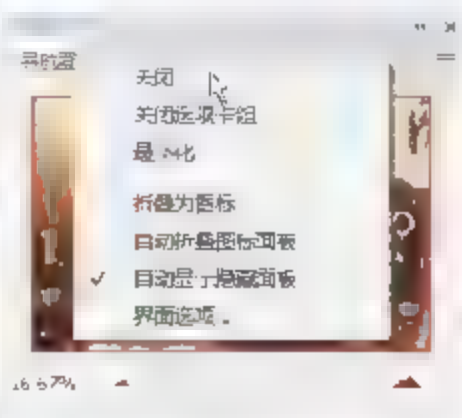 导航器
关闭
关闭选项卡组
最小化
折叠为图标
自动折叠图标面板
自动显示隐藏面板
界面选项...
16.67%